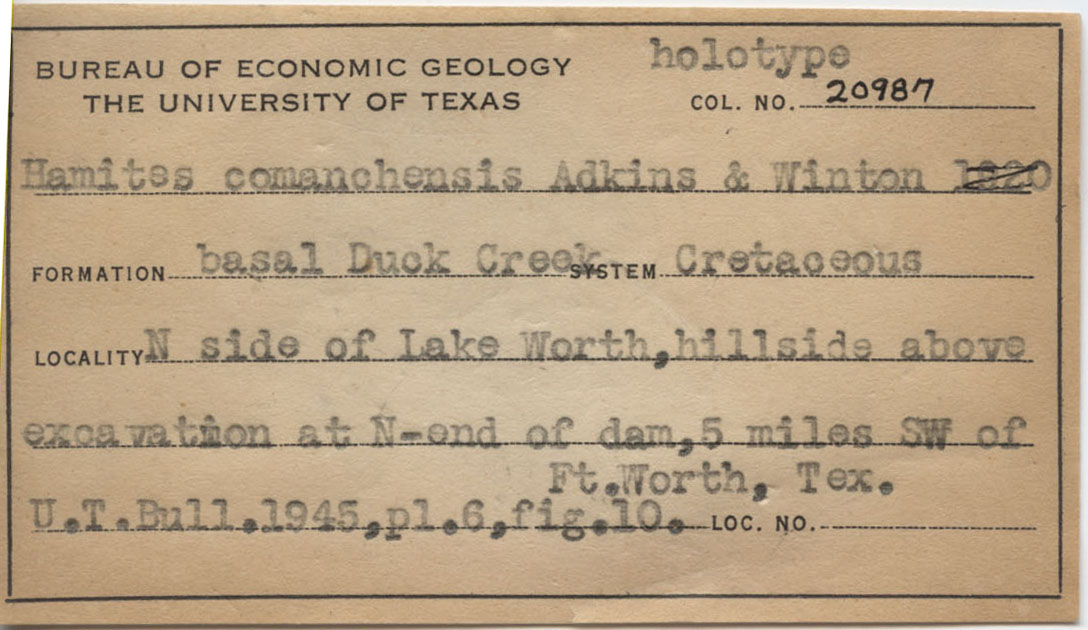 BUREAU OF ECONOMIC GEOLOGY
THE UNIVERSITY OF TEXAS
holotype
COL. NO. 20987
Hamites comanchensis Adkins & Winton 1920
FORMATION basal Duck Creek SYSTEM Cretaceous
LOCALITY N side of Lake Worth,hillside above
excavation at N-end of dam,5 miles SW of
Ft.Worth, Tex.
U.T.Bull.1945,pl.6,fig.10. LOC. NO.